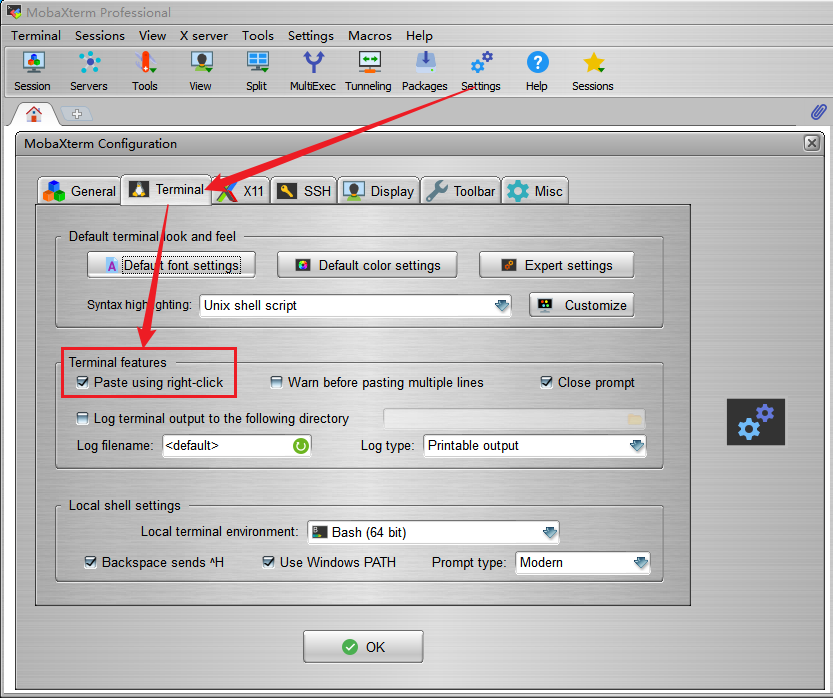 MobaXterm Professional
Terminal Sessions View X server Tools Settings Macros Help
Session Servers Tools View Split MultiExec Tunneling Packages Settings Help Sessions
MobaXterm Configuration
General Terminal X11 SSH Display Toolbar Misc
Default terminal look and feel
Default font settings Default color settings Expert settings
Syntax highlighting: Unix shell script Customize
Terminal features
Paste using right-click Warn before pasting multiple lines Close prompt
Log terminal output to the following directory
Log filename: <default> Log type: Printable output
Local shell settings
Local terminal environment: Bash (64 bit)
Backspace sends ^H Use Windows PATH Prompt type: Modern
OK